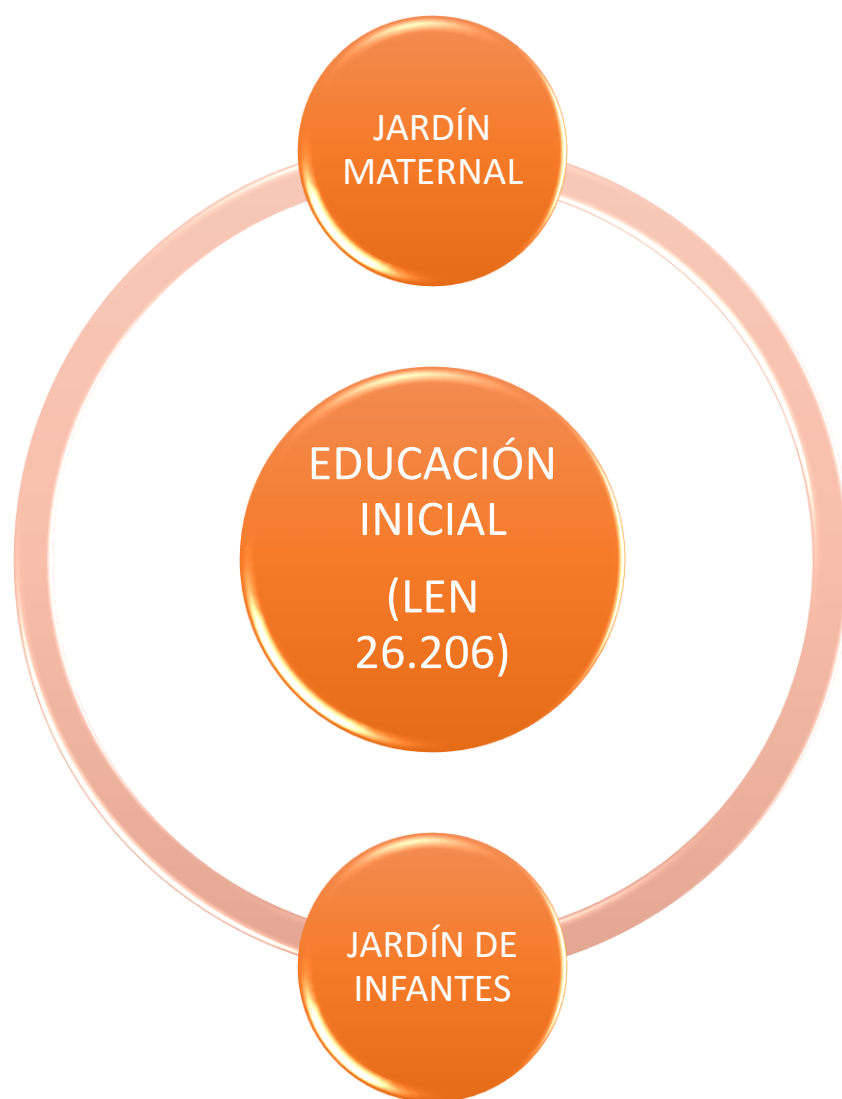 JARDÍN
MATERNAL
EDUCACIÓN
INICIAL
(LEN
26.206)
JARDÍN DE
INFANTES